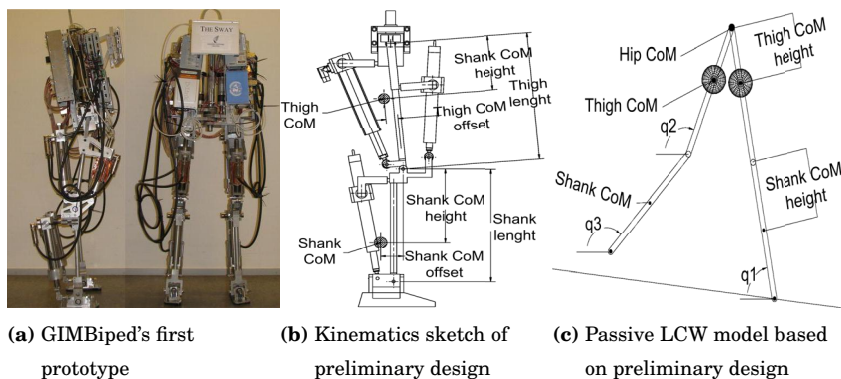 THE SWAY
Thigh
CoM
Shank CoM
height
Thigh
lenght
Thigh CoM
offset
Shank CoM
height
Shank
lenght
Shank
CoM
Shank CoM
offset
Hip CoM
Thigh CoM
height
Thigh CoM
q2
Shank CoM
q3
Shank CoM
height
q1
(a) GIMBiped's first
prototype
(b) Kinematics sketch of
preliminary design
(c) Passive LCW model based
on preliminary design